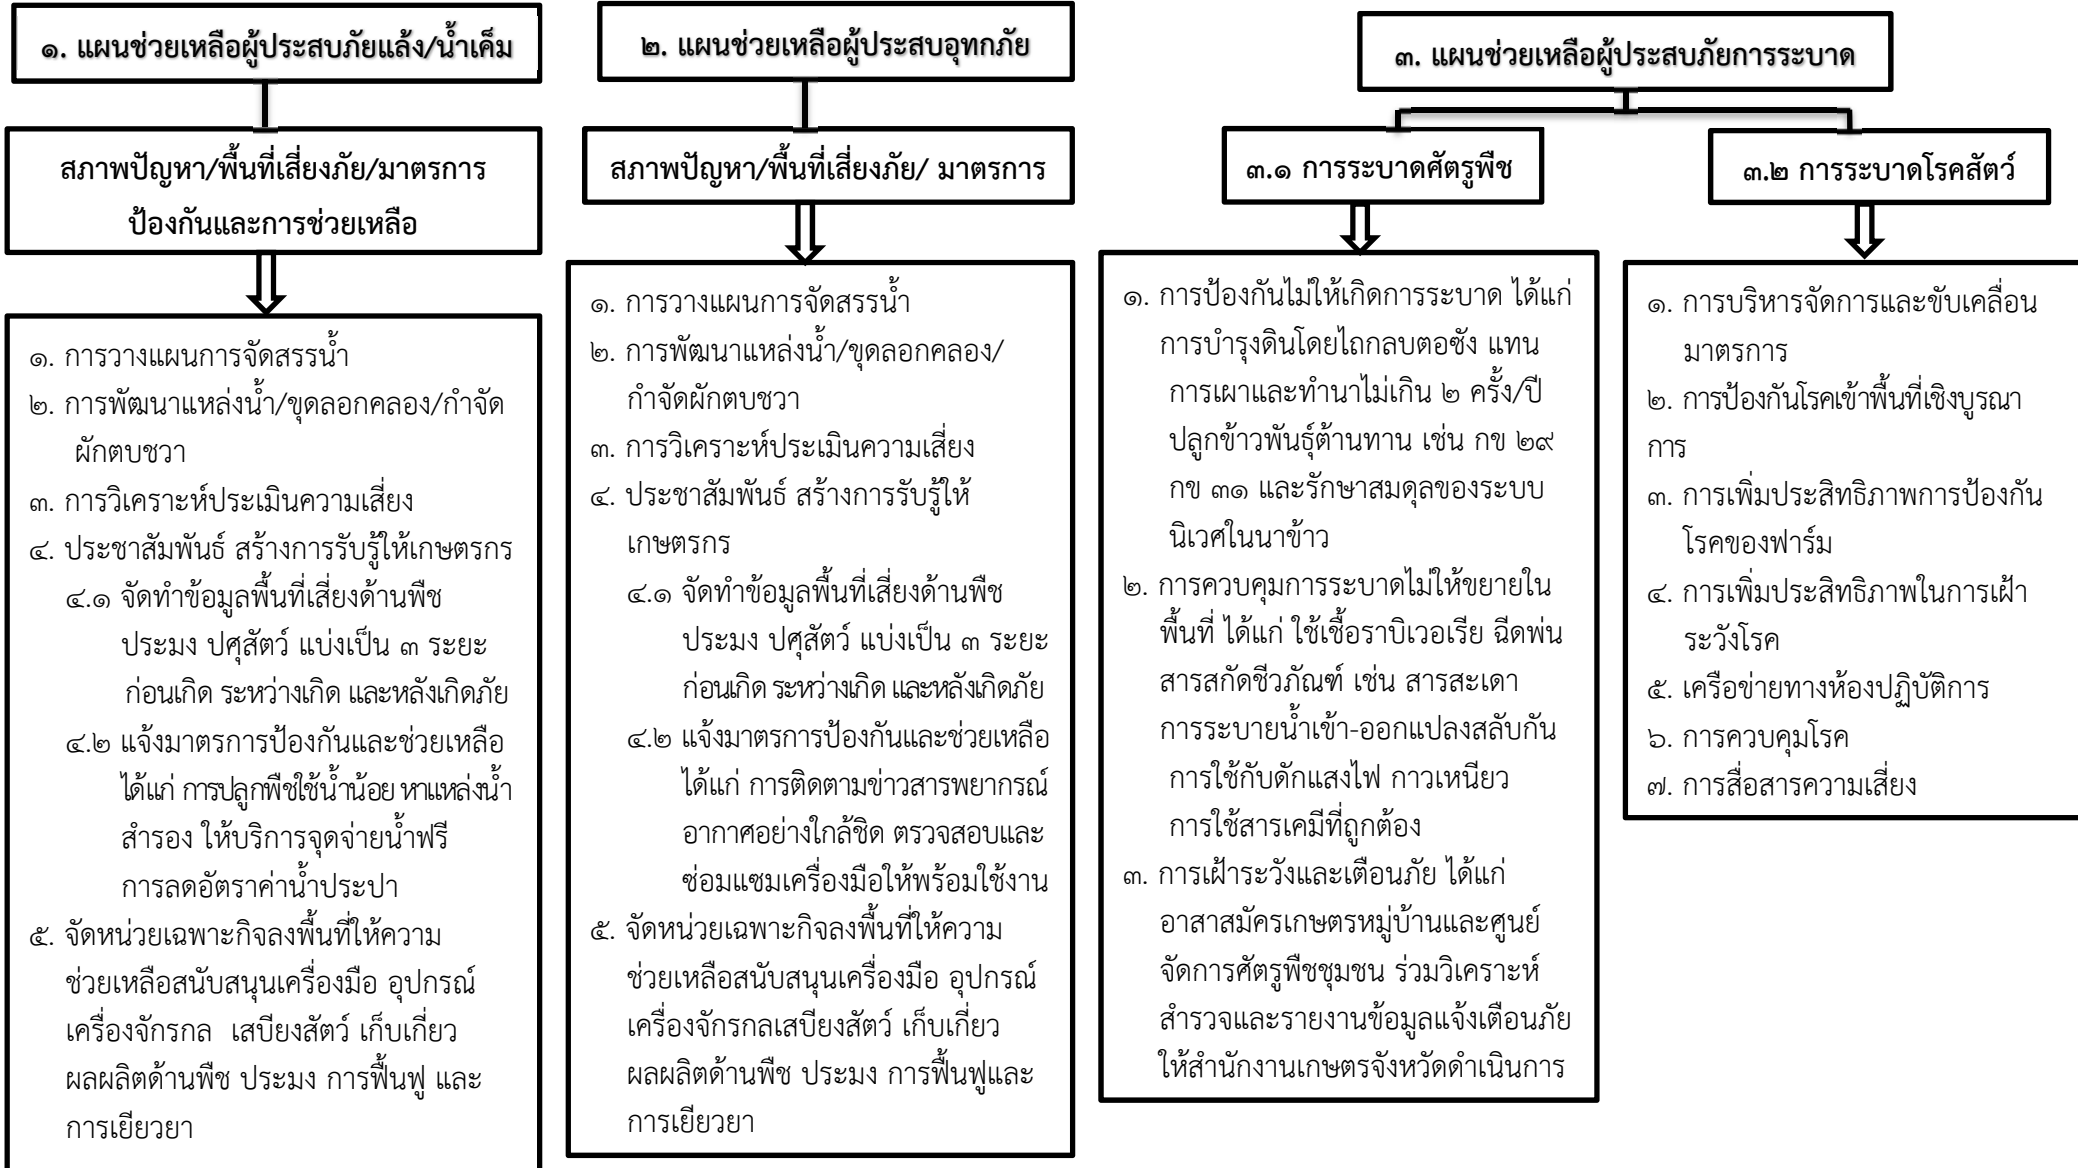 ๑. แผนช่วยเหลือผู้ประสบภัยแล้ง/น้ำเค็ม
สภาพปัญหา/พื้นที่เสี่ยงภัย/มาตรการ
ป้องกันและการช่วยเหลือ
๑. การวางแผนการจัดสรรน้ำ
๒. การพัฒนาแหล่งน้ำ/ขุดลอกคลอง/กำจัด
ผักตบชวา
๓. การวิเคราะห์ประเมินความเสี่ยง
๔. ประชาสัมพันธ์ สร้างการรับรู้ให้เกษตรกร
๔.๑ จัดทำข้อมูลพื้นที่เสี่ยงด้านพืช
ประมง ปศุสัตว์ แบ่งเป็น ๓ ระยะ
ก่อนเกิด ระหว่างเกิด และหลังเกิดภัย
๔.๒ แจ้งมาตรการป้องกันและช่วยเหลือ
ได้แก่ การปลูกพืชใช้น้ำน้อย หาแหล่งน้ำ
สำรอง ให้บริการจุดจ่ายน้ำฟรี
การลดอัตราค่าน้ำประปา
๕. จัดหน่วยเฉพาะกิจลงพื้นที่ให้ความ
ช่วยเหลือสนับสนุนเครื่องมือ อุปกรณ์
เครื่องจักรกล เสบียงสัตว์ เก็บเกี่ยว
ผลผลิตด้านพืช ประมง การฟื้นฟู และ
การเยียวยา
๒. แผนช่วยเหลือผู้ประสบอุทกภัย
สภาพปัญหา/พื้นที่เสี่ยงภัย/ มาตรการ
๑. การวางแผนการจัดสรรน้ำ
๒. การพัฒนาแหล่งน้ำ/ขุดลอกคลอง/
กำจัดผักตบชวา
๓. การวิเคราะห์ประเมินความเสี่ยง
๔. ประชาสัมพันธ์ สร้างการรับรู้ให้
เกษตรกร
๔.๑ จัดทำข้อมูลพื้นที่เสี่ยงด้านพืช
ประมง ปศุสัตว์ แบ่งเป็น ๓ ระยะ
ก่อนเกิด ระหว่างเกิด และหลังเกิดภัย
๔.๒ แจ้งมาตรการป้องกันและช่วยเหลือ
ได้แก่ การติดตามข่าวสารพยากรณ์
อากาศอย่างใกล้ชิด ตรวจสอบและ
ซ่อมแซมเครื่องมือให้พร้อมใช้งาน
๕. จัดหน่วยเฉพาะกิจลงพื้นที่ให้ความ
ช่วยเหลือสนับสนุนเครื่องมือ อุปกรณ์
เครื่องจักรกลเสบียงสัตว์ เก็บเกี่ยว
ผลผลิตด้านพืช ประมง การฟื้นฟูและ
การเยียวยา
๓. แผนช่วยเหลือผู้ประสบภัยการระบาด
๓.๑ การระบาดศัตรูพืช
๑. การป้องกันไม่ให้เกิดการระบาด ได้แก่
การบำรุงดินโดยไถกลบตอซัง แทน
การเผาและทำนาไม่เกิน ๒ ครั้ง/ปี
ปลูกข้าวพันธุ์ต้านทาน เช่น กข ๒๙
กข ๓๑ และรักษาสมดุลของระบบ
นิเวศในนาข้าว
๒. การควบคุมการระบาดไม่ให้ขยายใน
พื้นที่ ได้แก่ ใช้เชื้อราบิเวอเรีย ฉีดพ่น
สารสกัดชีวภัณฑ์ เช่น สารสะเดา
การระบายน้ำเข้า-ออกแปลงสลับกัน
การใช้กับดักแสงไฟ กาวเหนียว
การใช้สารเคมีที่ถูกต้อง
๓. การเฝ้าระวังและเตือนภัย ได้แก่
อาสาสมัครเกษตรหมู่บ้านและศูนย์
จัดการศัตรูพืชชุมชน ร่วมวิเคราะห์
สำรวจและรายงานข้อมูลแจ้งเตือนภัย
ให้สำนักงานเกษตรจังหวัดดำเนินการ
๓.๒ การระบาดโรคสัตว์
๑. การบริหารจัดการและขับเคลื่อน
มาตรการ
๒. การป้องกันโรคเข้าพื้นที่เชิงบูรณา
การ
๓. การเพิ่มประสิทธิภาพการป้องกัน
โรคของฟาร์ม
๔. การเพิ่มประสิทธิภาพในการเฝ้า
ระวังโรค
๕. เครือข่ายทางห้องปฏิบัติการ
๖. การควบคุมโรค
๗. การสื่อสารความเสี่ยง